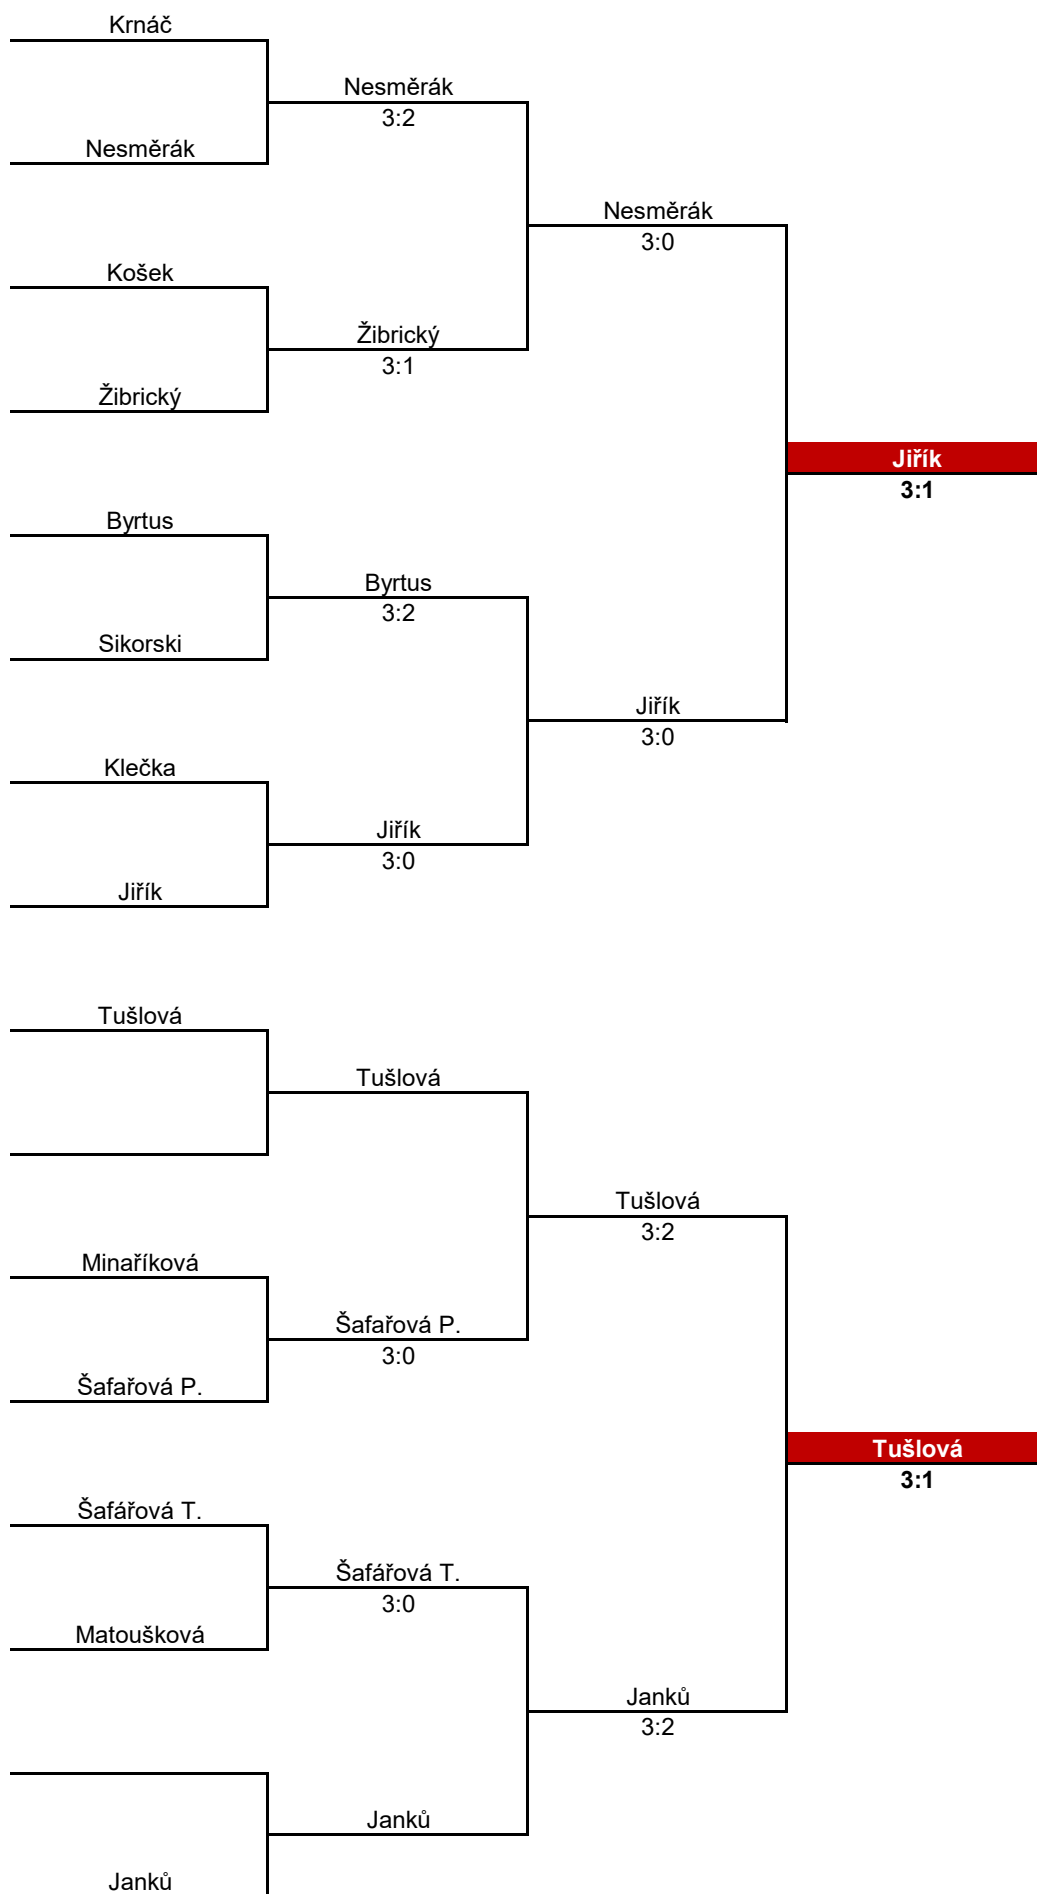 Krnáč
Nesměrák
3:2
Nesměrák
Nesměrák
3:0
Košek
Žibrický
3:1
Žibrický
Jiřík
3:1
Byrtus
Byrtus
3:2
Sikorski
Jiřík
3:0
Klečka
Jiřík
3:0
Jiřík
Tušlová
Tušlová
Tušlová
3:2
Minaříková
Šafařová P.
3:0
Šafařová P.
Tušlová
3:1
Šafářová T.
Šafářová T.
3:0
Matoušková
Janků
3:2
Janků
Janků